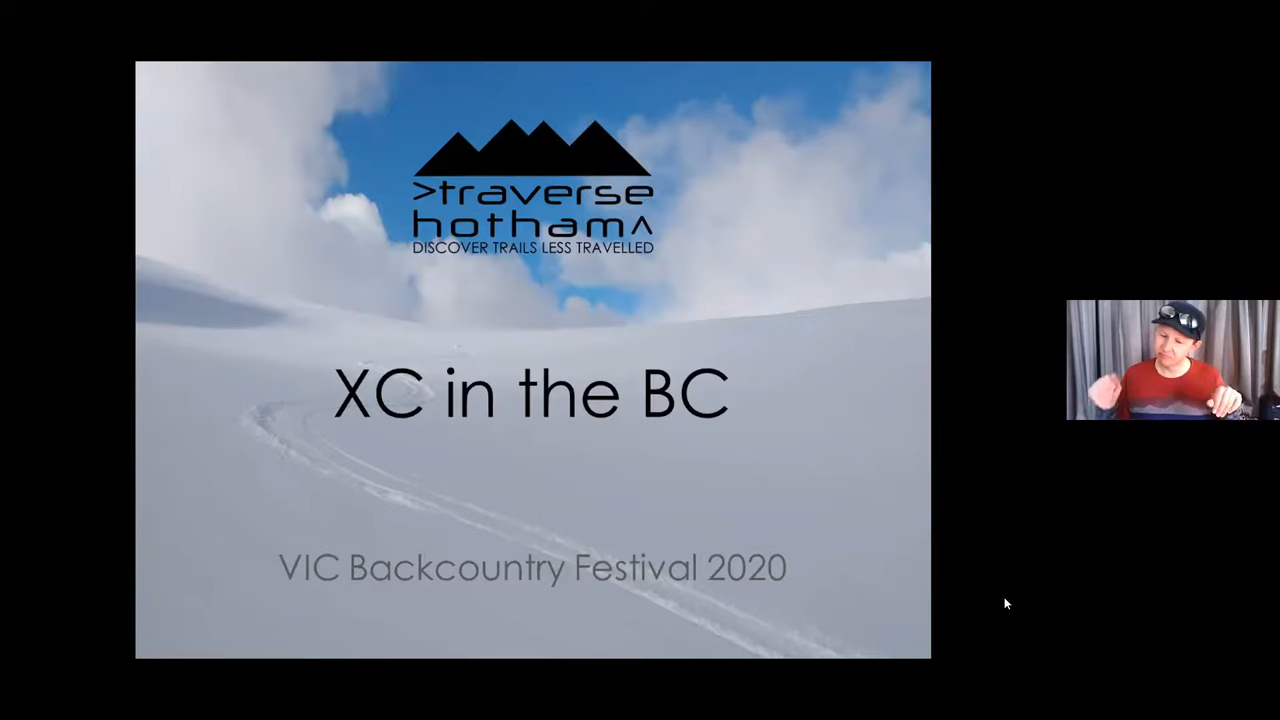 >traverse
hotham^
DISCOVER TRAILS LESS TRAVELLED
XC in the BC
VIC Backcountry Festival 2020